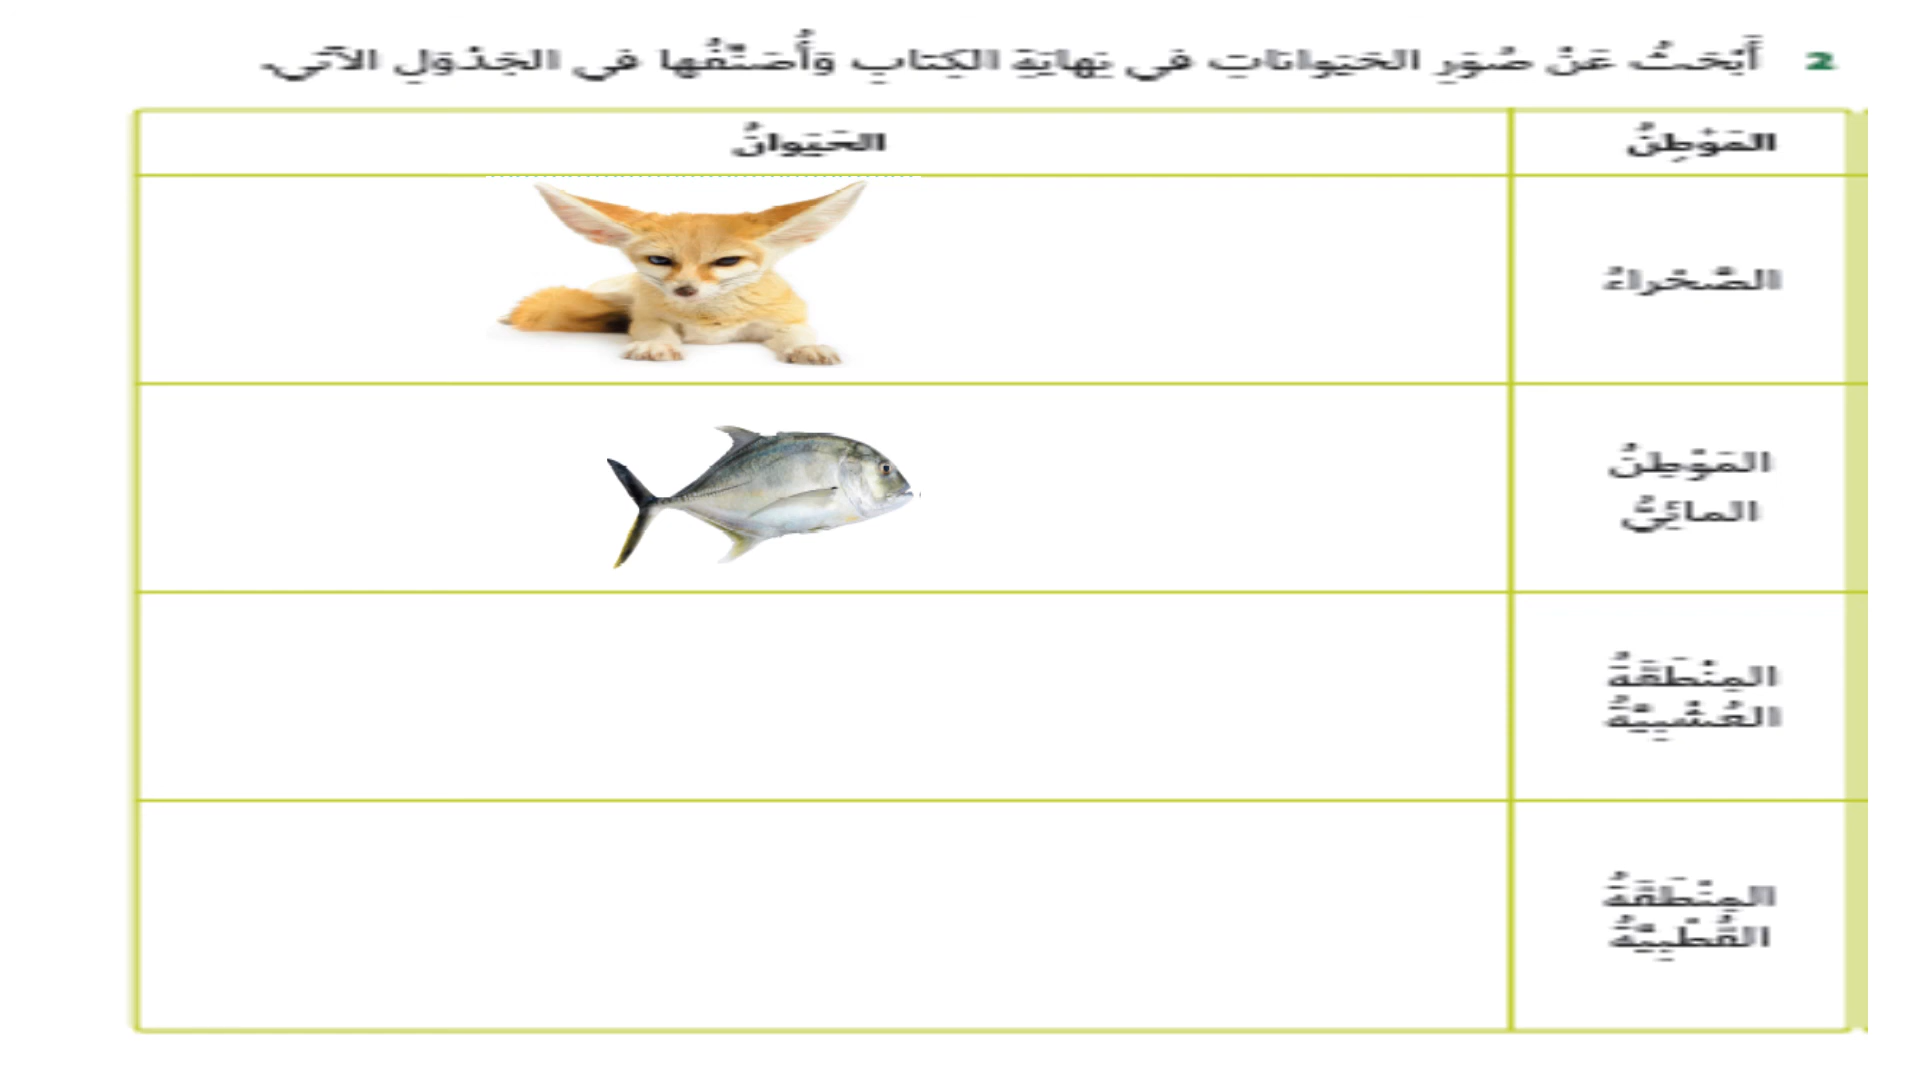 2 أَبْحَثُ عَنْ صُوَرِ الحَيَواناتِ في نِهايَةِ الكِتابِ وَأُصَنِّفُها في الجَدْوَلِ الآتي.
المَوْطِنُ
الحَيَوانُ
الصَّحْراءُ
المَوْطِنُ
المائِيُّ
المِنْطَقَةُ
العُشْبِيَّةُ
المِنْطَقَةُ
القُطْبِيَّةُ